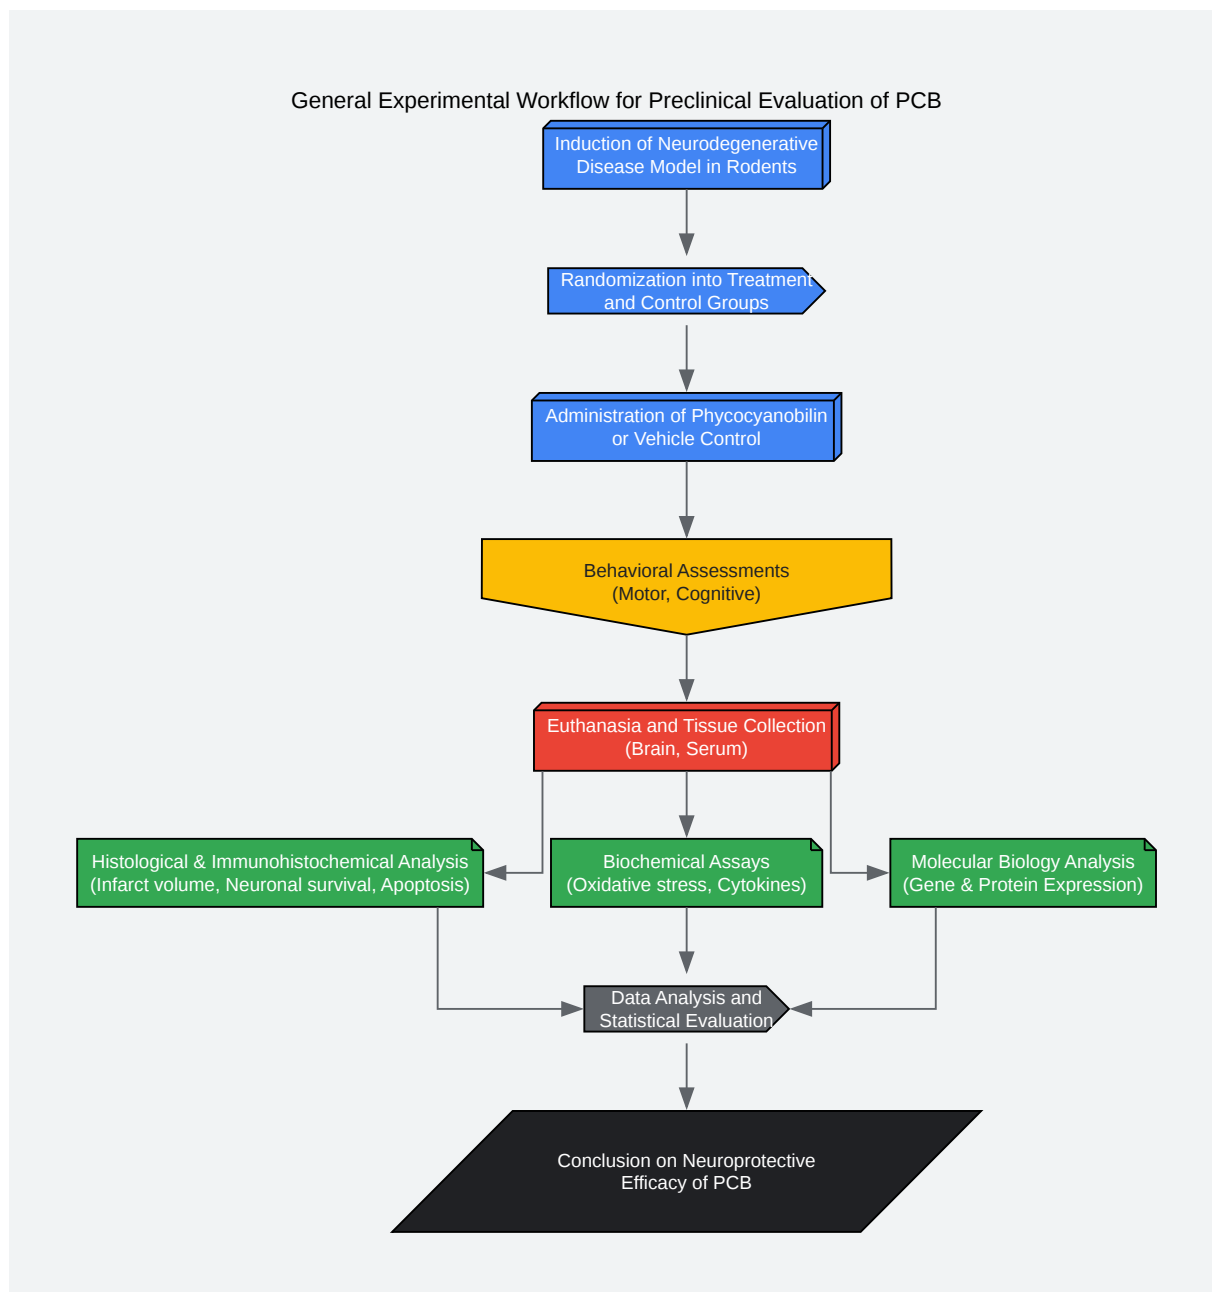 General Experimental Workflow for Preclinical Evaluation of PCB
Induction of Neurodegenerative
Disease Model in Rodents
Randomization into Treatment
and Control Groups
Administration of Phycocyanobilin
or Vehicle Control
Behavioral Assessments
(Motor, Cognitive)
Euthanasia and Tissue Collection
(Brain, Serum)
Histological & Immunohistochemical Analysis
(Infarct volume, Neuronal survival, Apoptosis)
Biochemical Assays
(Oxidative stress, Cytokines)
Molecular Biology Analysis
(Gene & Protein Expression)
Data Analysis and
Statistical Evaluation
Conclusion on Neuroprotective
Efficacy of PCB